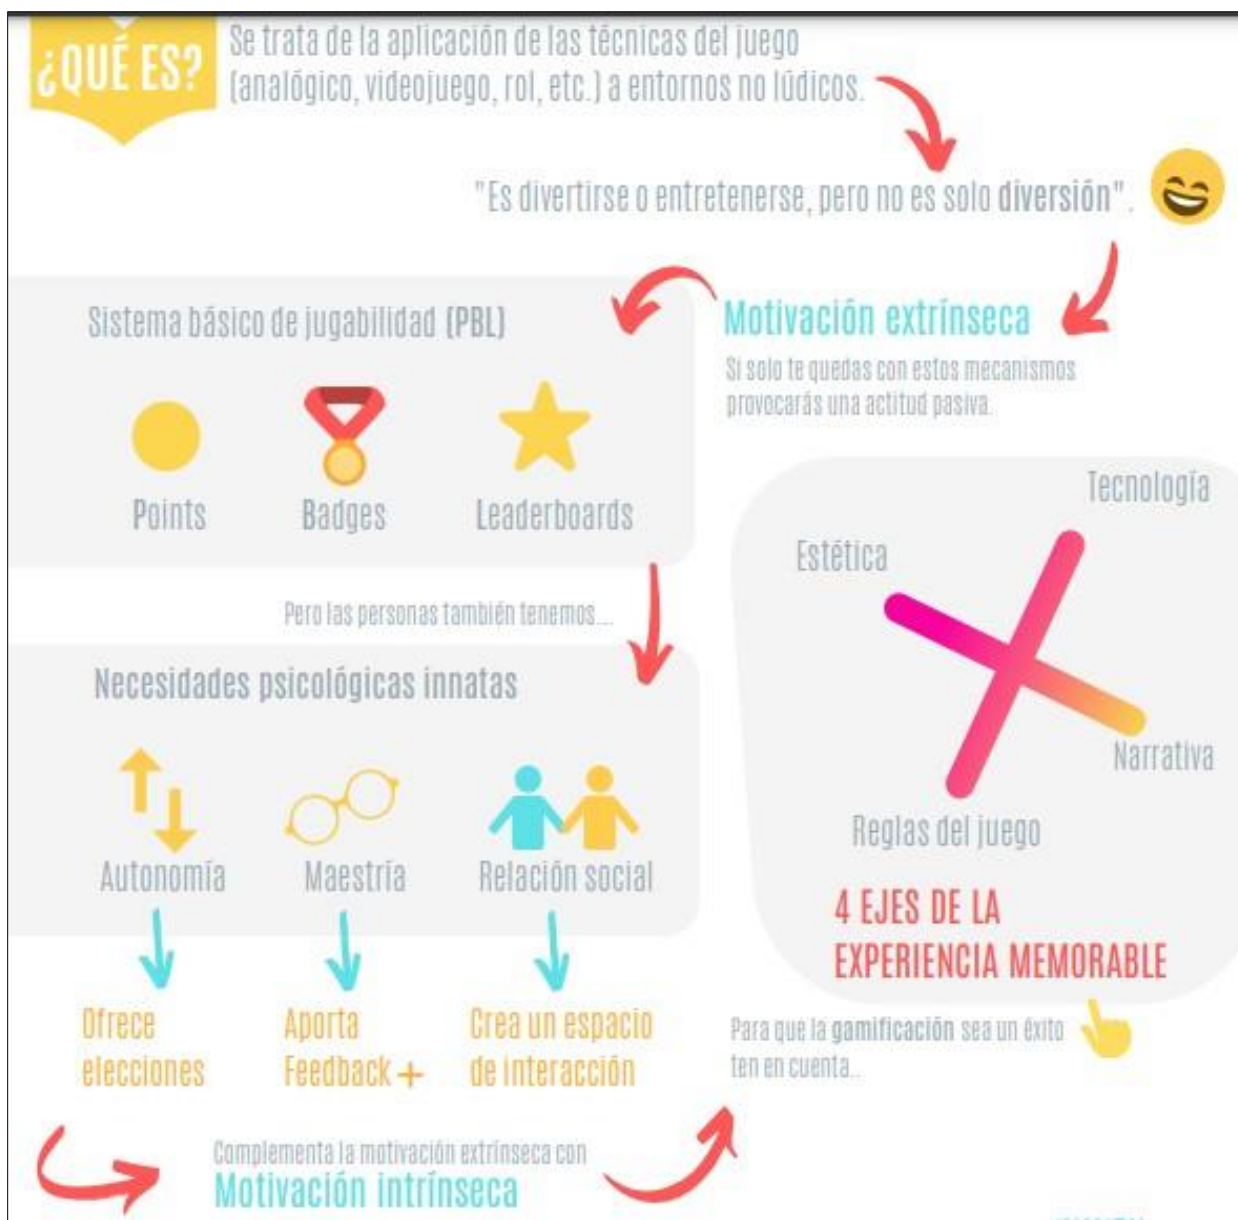 ¿QUÉ ES?
Se trata de la aplicación de las técnicas del juego
(analógico, videojuego, rol, etc.) a entornos no lúdicos.
"Es divertirse o entretenerse, pero no es solo diversión".
Motivación extrínseca
Si solo te quedas con estos mecanismos
provocarás una actitud pasiva.
Sistema básico de jugabilidad (PBL)
Points
Badges
Leaderboards
Pero las personas también tenemos...
Necesidades psicológicas innatas
Autonomía
Maestría
Relación social
Ofrece
elecciones
Aporta
Feedback +
Crea un espacio
de interacción
Complementa la motivación extrínseca con
Motivación intrínseca
Tecnología
Estética
Narrativa
Reglas del juego
4 EJES DE LA
EXPERIENCIA MEMORABLE
Para que la gamificación sea un éxito
ten en cuenta..